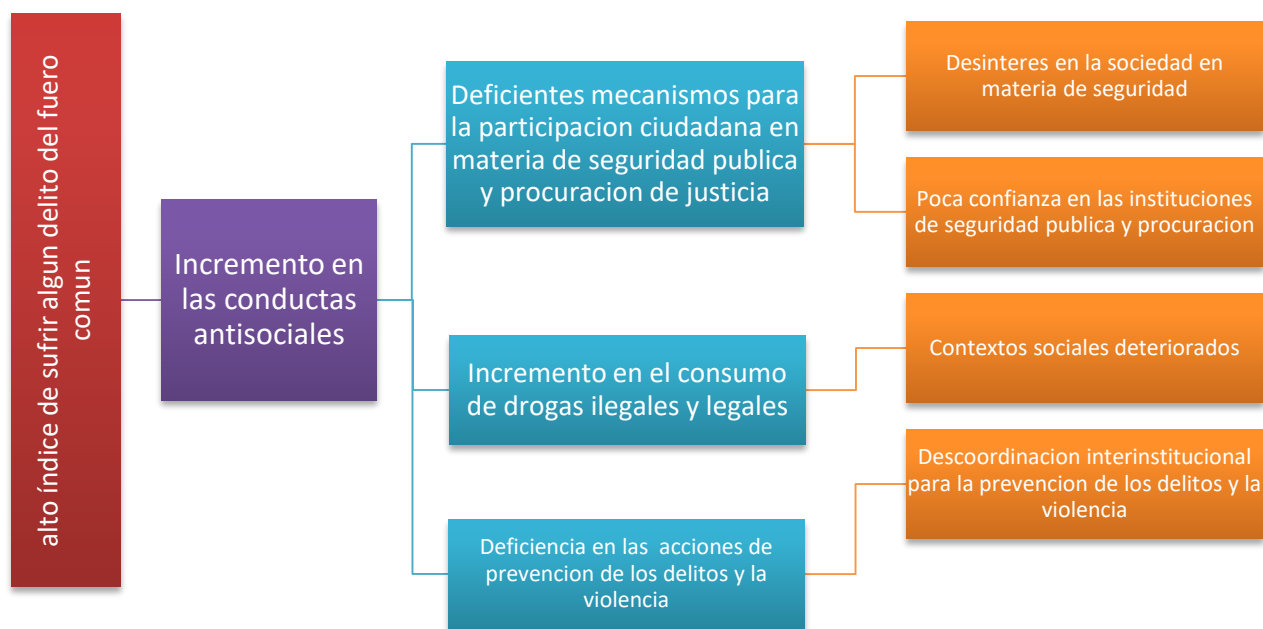 alto índice de sufrir algun delito del fuero
comun
Incremento en
las conductas
antisociales
Deficientes mecanismos para
la participacion ciudadana en
materia de seguridad publica
y procuracion de justicia
Desinteres en la sociedad en
materia de seguridad
Poca confianza en las instituciones
de seguridad publica y procuracion
Incremento en el consumo
de drogas ilegales y legales
Contextos sociales deteriorados
Deficiencia en las acciones de
prevencion de los delitos y la
violencia
Descoordinacion interinstitucional
para la prevencion de los delitos y la
violencia